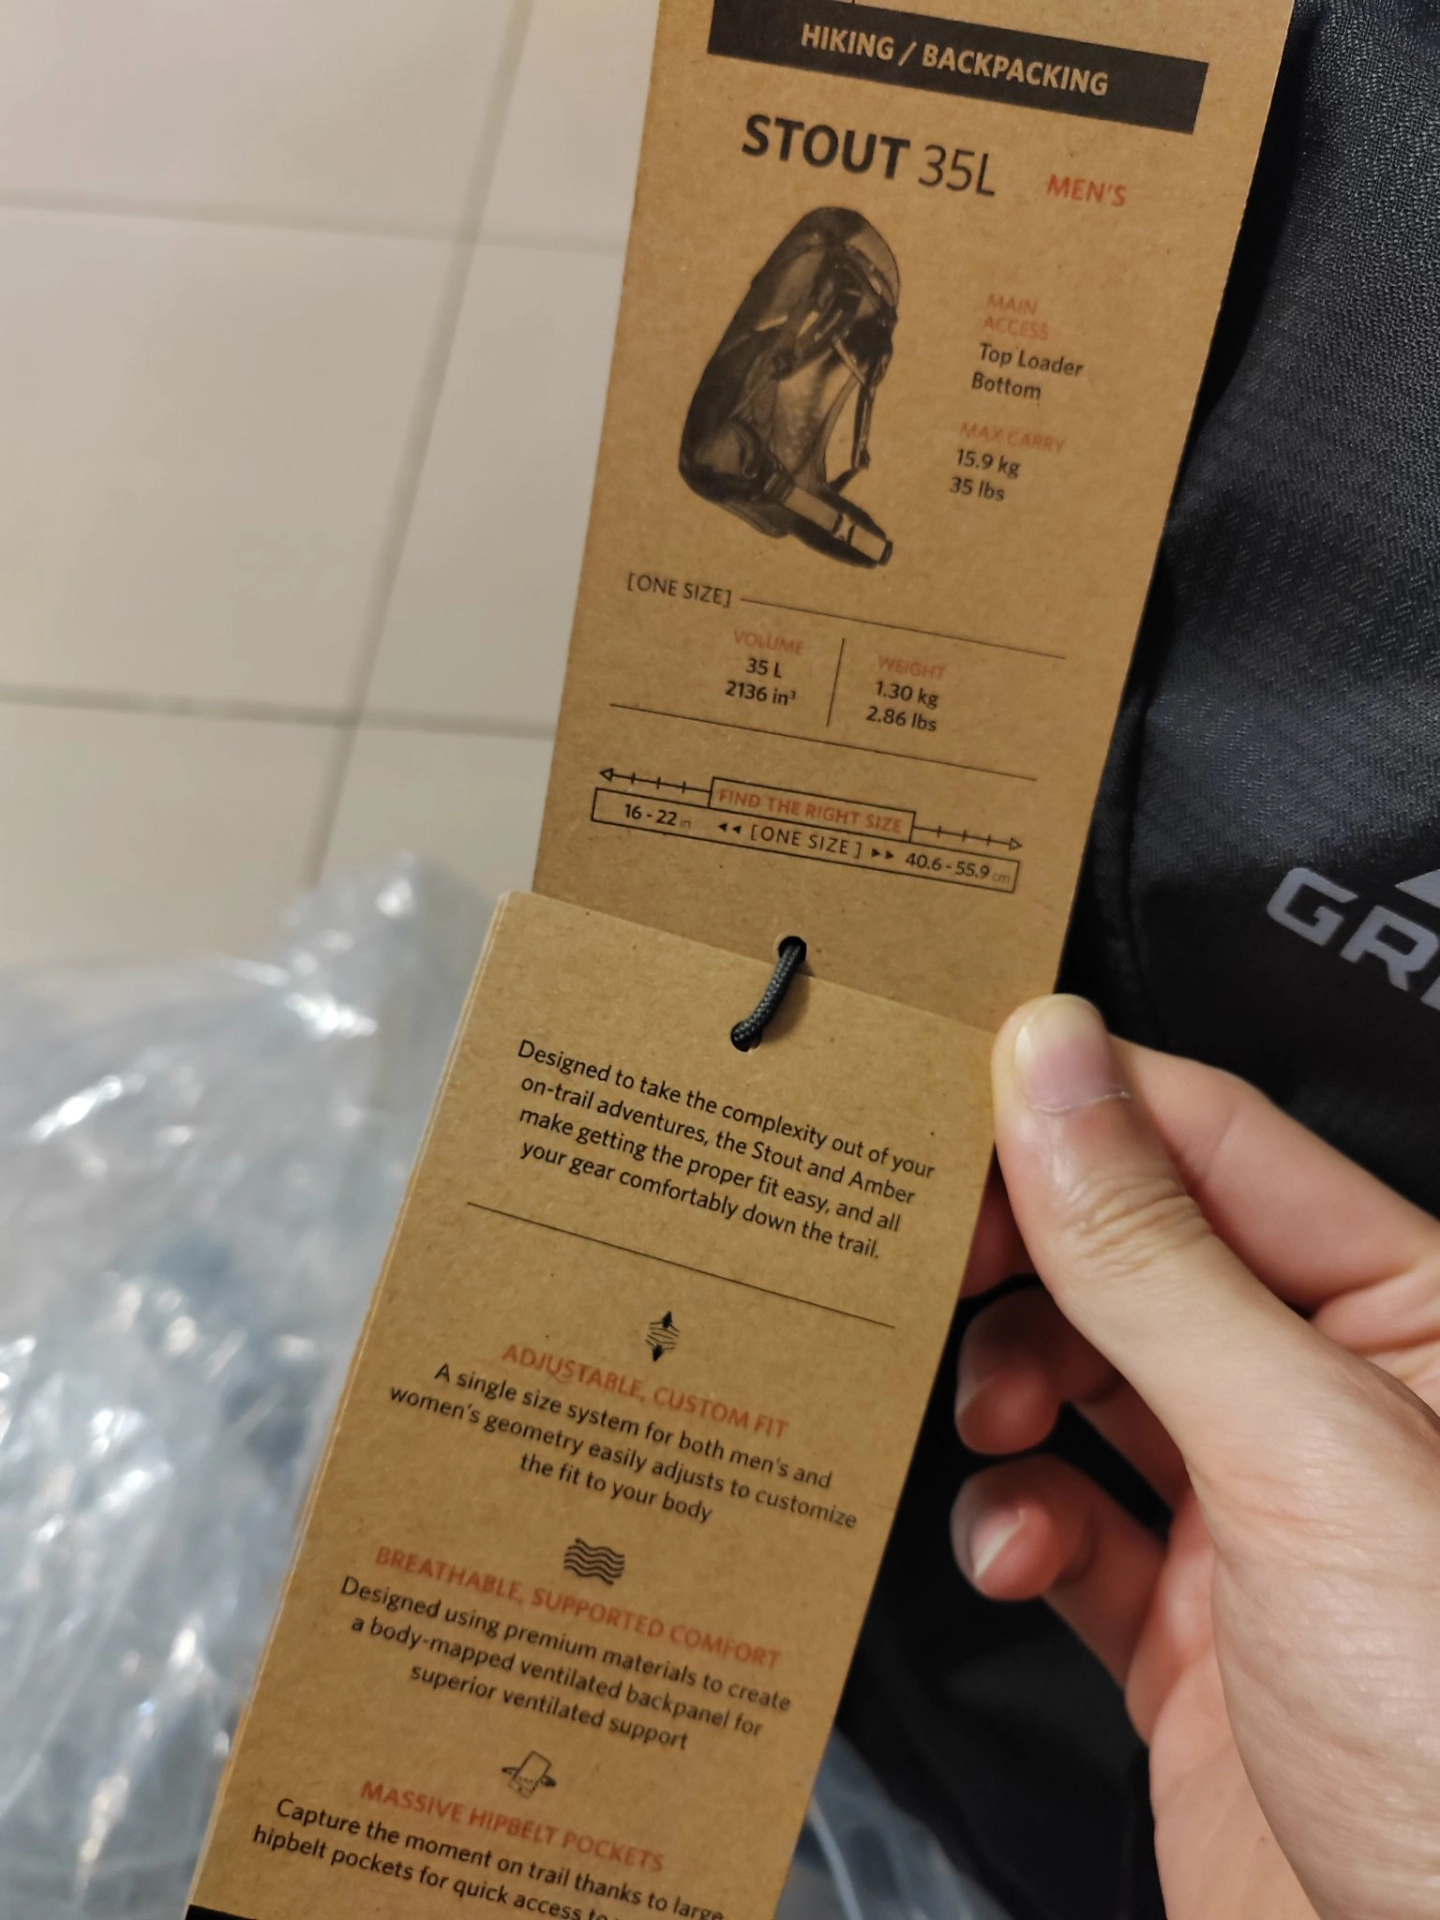 HIKING / BACKPACKING
STOUT 35L MEN'S
MAIN
ACCESS
Top Loader
Bottom
MAX CARRY
15.9 kg
35 lbs
[ONE SIZE]
VOLUME
35 L
2136 in³
WEIGHT
1.30 kg
2.86 lbs
FIND THE RIGHT SIZE
16 - 22 in ◄◄ [ONE SIZE] ►► 40.6 - 55.9 cm
Designed to take the complexity out of your
on-trail adventures, the Stout and Amber
make getting the proper fit easy, and all
your gear comfortably down the trail.
ADJUSTABLE, CUSTOM FIT
A single size system for both men's and
women's geometry easily adjusts to customize
the fit to your body
BREATHABLE, SUPPORTED COMFORT
Designed using premium materials to create
a body-mapped ventilated backpanel for
superior ventilated support
MASSIVE HIPBELT POCKETS
Capture the moment on trail thanks to large
hipbelt pockets for quick access
GR